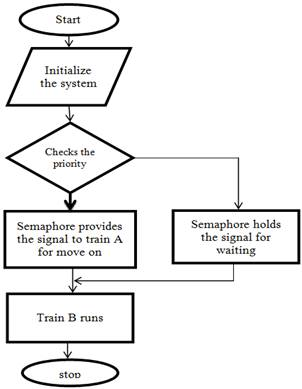 Start
Initialize
the system
Checks the
priority
Semaphore provides
the signal to train A
for move on
Semaphore holds
the signal for
waiting
Train B runs
stop